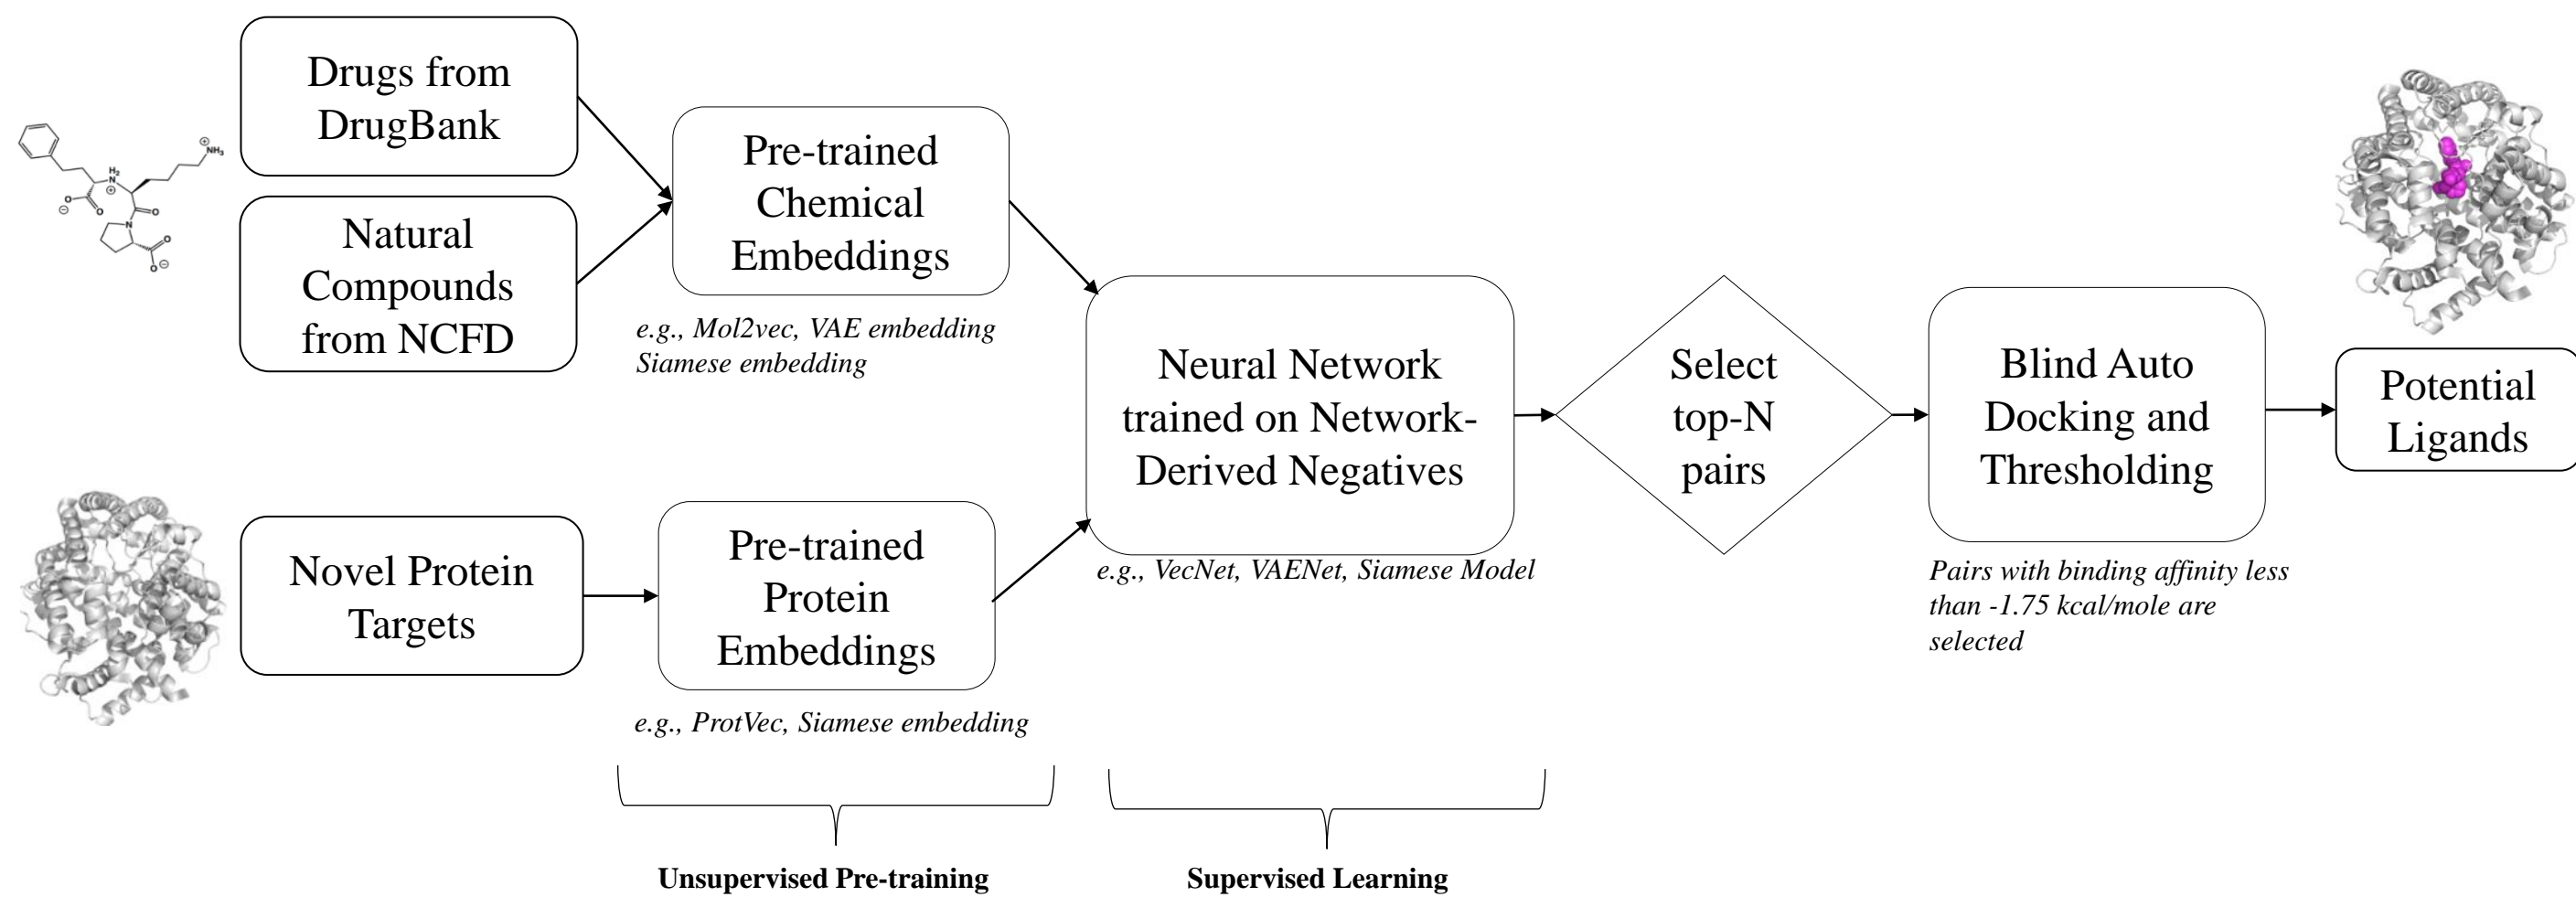 Drugs from
DrugBank
NH₃
⊕
H₂
N
⊕
O
⊖
O
O
N
O
O
⊖
Natural
Compounds
from NCFD
Pre-trained
Chemical
Embeddings
e.g., Mol2vec, VAE embedding
Siamese embedding
Novel Protein
Targets
Pre-trained
Protein
Embeddings
e.g., ProtVec, Siamese embedding
Neural Network
trained on Network-
Derived Negatives
e.g., VecNet, VAENet, Siamese Model
Select
top-N
pairs
Blind Auto
Docking and
Thresholding
Pairs with binding affinity less
than -1.75 kcal/mole are
selected
Potential
Ligands
Unsupervised Pre-training
Supervised Learning